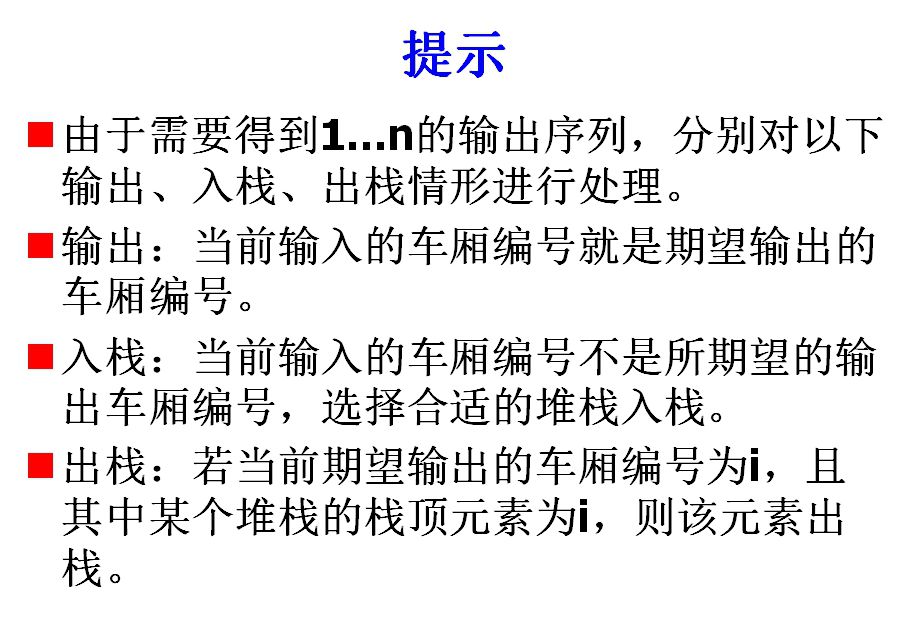 提示
由于需要得到1...n的输出序列，分别对以下
输出、入栈、出栈情形进行处理。
输出：当前输入的车厢编号就是期望输出的
车厢编号。
入栈：当前输入的车厢编号不是所期望的输
出车厢编号，选择合适的堆栈入栈。
出栈：若当前期望输出的车厢编号为i，且
其中某个堆栈的栈顶元素为i，则该元素出
栈。